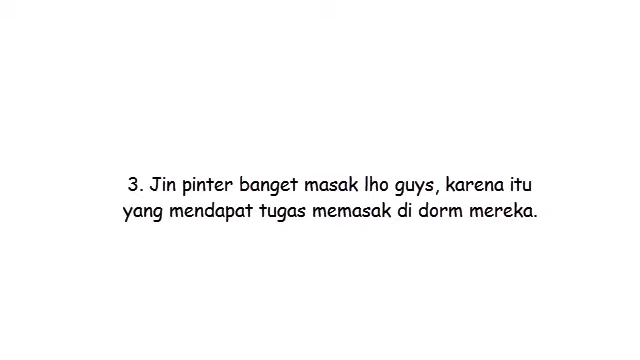 3. Jin pinter banget masak lho guys, karena itu
yang mendapat tugas memasak di dorm mereka.